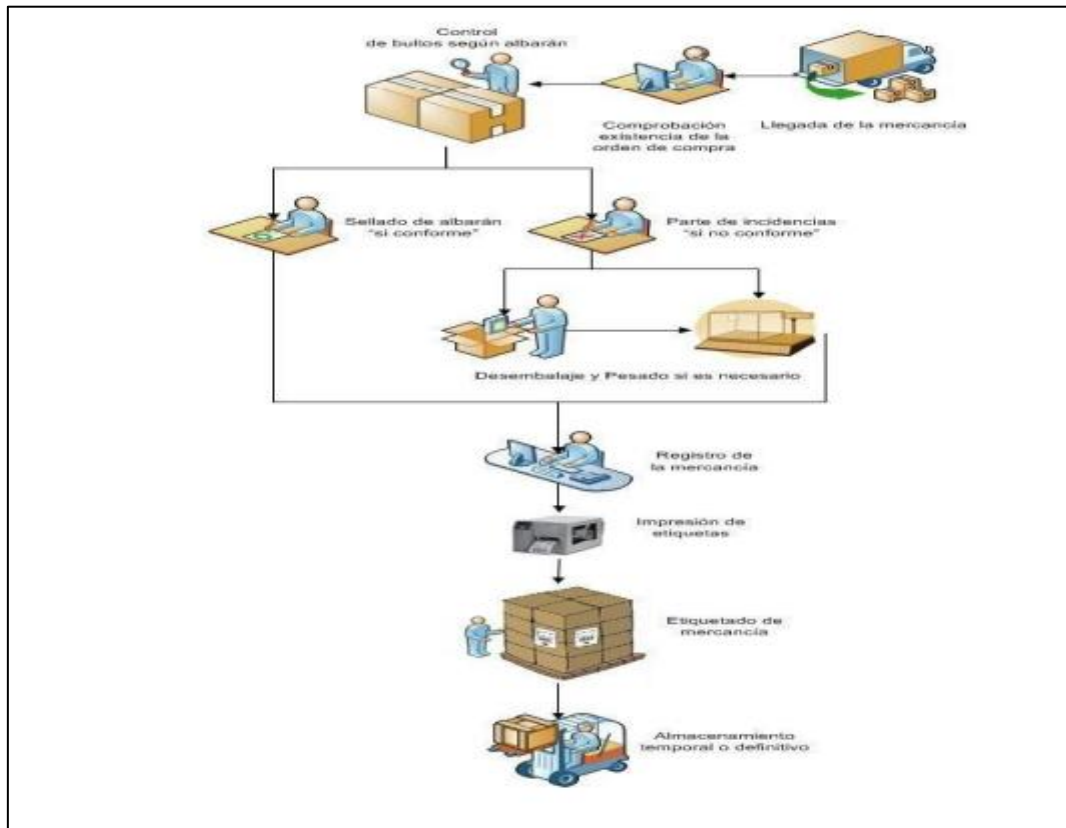 Control
de bultos según albarán
Comprobación
existencia de la
orden de compra
Llegada de la mercancía
Sellado de albarán
"si conforme"
Parte de incidencias
"si no conforme"
Desembalaje y Pesado si es necesario
Registro de
la mercancía
Impresión de
etiquetas
Etiquetado de
mercancía
Almacenamiento
temporal o definitivo